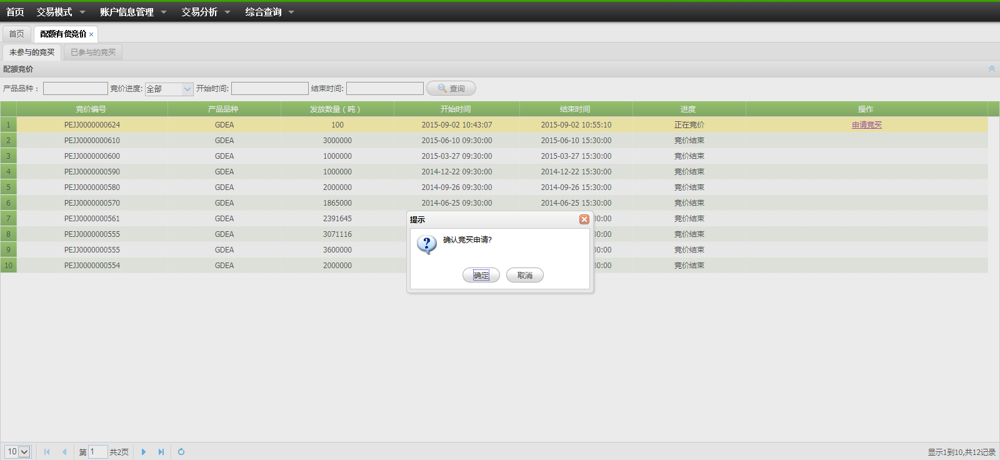 首页 交易模式 账户信息管理 交易分析 综合查询
首页 配额有偿竞价 ×
未参与的竞买 已参与的竞买
配额竞价
产品品种： 竞价进度: 全部 开始时间: 结束时间: 查询
竞价编号 产品品种 发放数量（吨） 开始时间 结束时间 进度 操作
1 PEJJ0000000624 GDEA 100 2015-09-02 10:43:07 2015-09-02 10:55:10 正在竞价 申请竞买
2 PEJJ0000000610 GDEA 3000000 2015-06-10 09:30:00 2015-06-10 15:30:00 竞价结束
3 PEJJ0000000600 GDEA 1000000 2015-03-27 09:30:00 2015-03-27 15:30:00 竞价结束
4 PEJJ0000000590 GDEA 1000000 2014-12-22 09:30:00 2014-12-22 15:30:00 竞价结束
5 PEJJ0000000580 GDEA 2000000 2014-09-26 09:30:00 2014-09-26 15:30:00 竞价结束
6 PEJJ0000000570 GDEA 1865000 2014-06-25 09:30:00 2014-06-25 15:30:00 竞价结束
7 PEJJ0000000561 GDEA 2391645 30:00 竞价结束
8 PEJJ0000000555 GDEA 3071116 30:00 竞价结束
9 PEJJ0000000555 GDEA 3600000 30:00 竞价结束
10 PEJJ0000000554 GDEA 2000000 30:00 竞价结束
提示
确认竞买申请?
确定 取消
10 第 1 共2页 显示1到10,共12记录